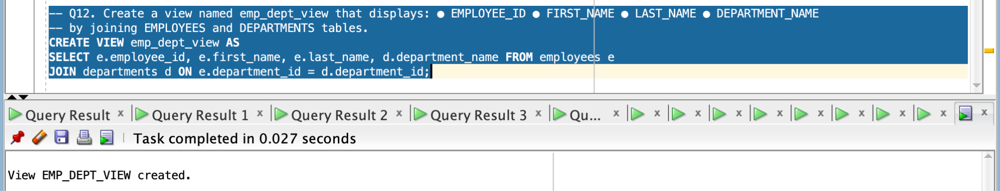 -- Q12. Create a view named emp_dept_view that displays: ● EMPLOYEE_ID ● FIRST_NAME ● LAST_NAME ● DEPARTMENT_NAME
-- by joining EMPLOYEES and DEPARTMENTS tables.
CREATE VIEW emp_dept_view AS
SELECT e.employee_id, e.first_name, e.last_name, d.department_name FROM employees e
JOIN departments d ON e.department_id = d.department_id;
Query Result x Query Result 1 x Query Result 2 x Query Result 3 x Qu... x x x x x x x x x x
Task completed in 0.027 seconds
View EMP_DEPT_VIEW created.